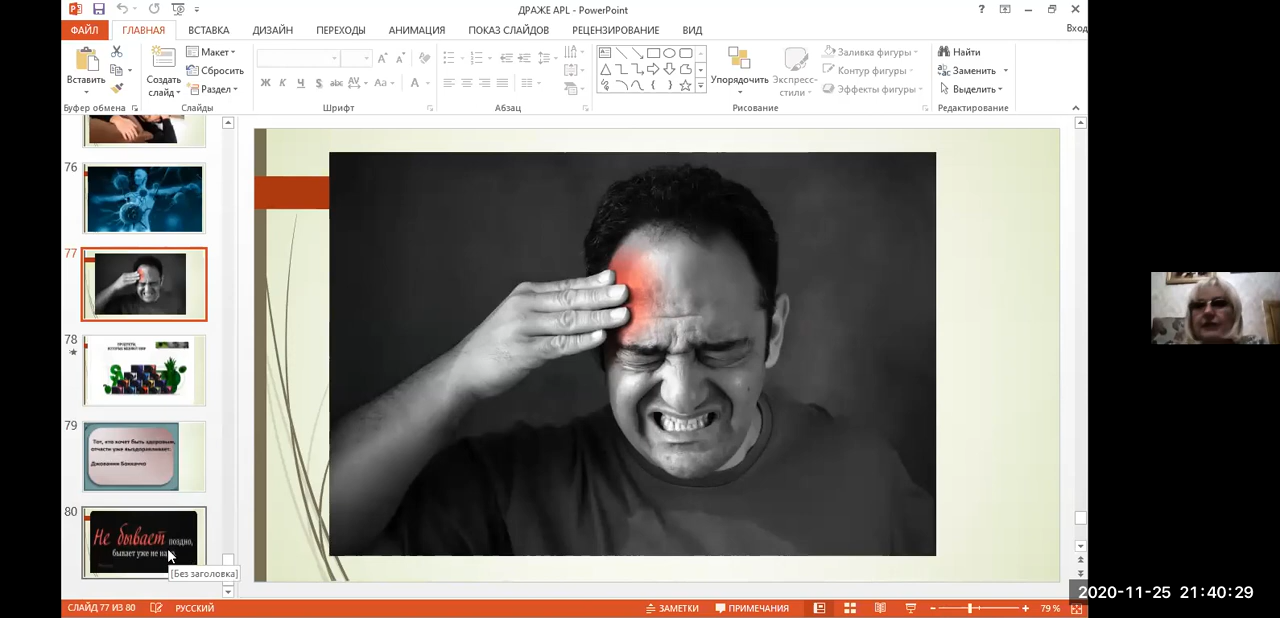 ДРАЖЕ APL - PowerPoint
?
Вход
ФАЙЛ
ГЛАВНАЯ
ВСТАВКА
ДИЗАЙН
ПЕРЕХОДЫ
АНИМАЦИЯ
ПОКАЗ СЛАЙДОВ
РЕЦЕНЗИРОВАНИЕ
ВИД
Вставить
Создать
слайд
Макет
Сбросить
Раздел
Ж К Ч S abc AV Aa A
Упорядочить
Экспресс-
стили
Заливка фигуры
Контур фигуры
Эффекты фигуры
Найти
Заменить
Выделить
Буфер обмена
Слайды
Шрифт
Абзац
Рисование
Редактирование
76
77
78
79
Тот, кто хочет быть здоровым,
отчасти уже выздоравливает.
Джованни Боккаччо
80
Не бывает поздно,
бывает уже не на
[Без заголовка]
СЛАЙД 77 ИЗ 80
РУССКИЙ
ЗАМЕТКИ
ПРИМЕЧАНИЯ
79 %
2020-11-25 21:40:29